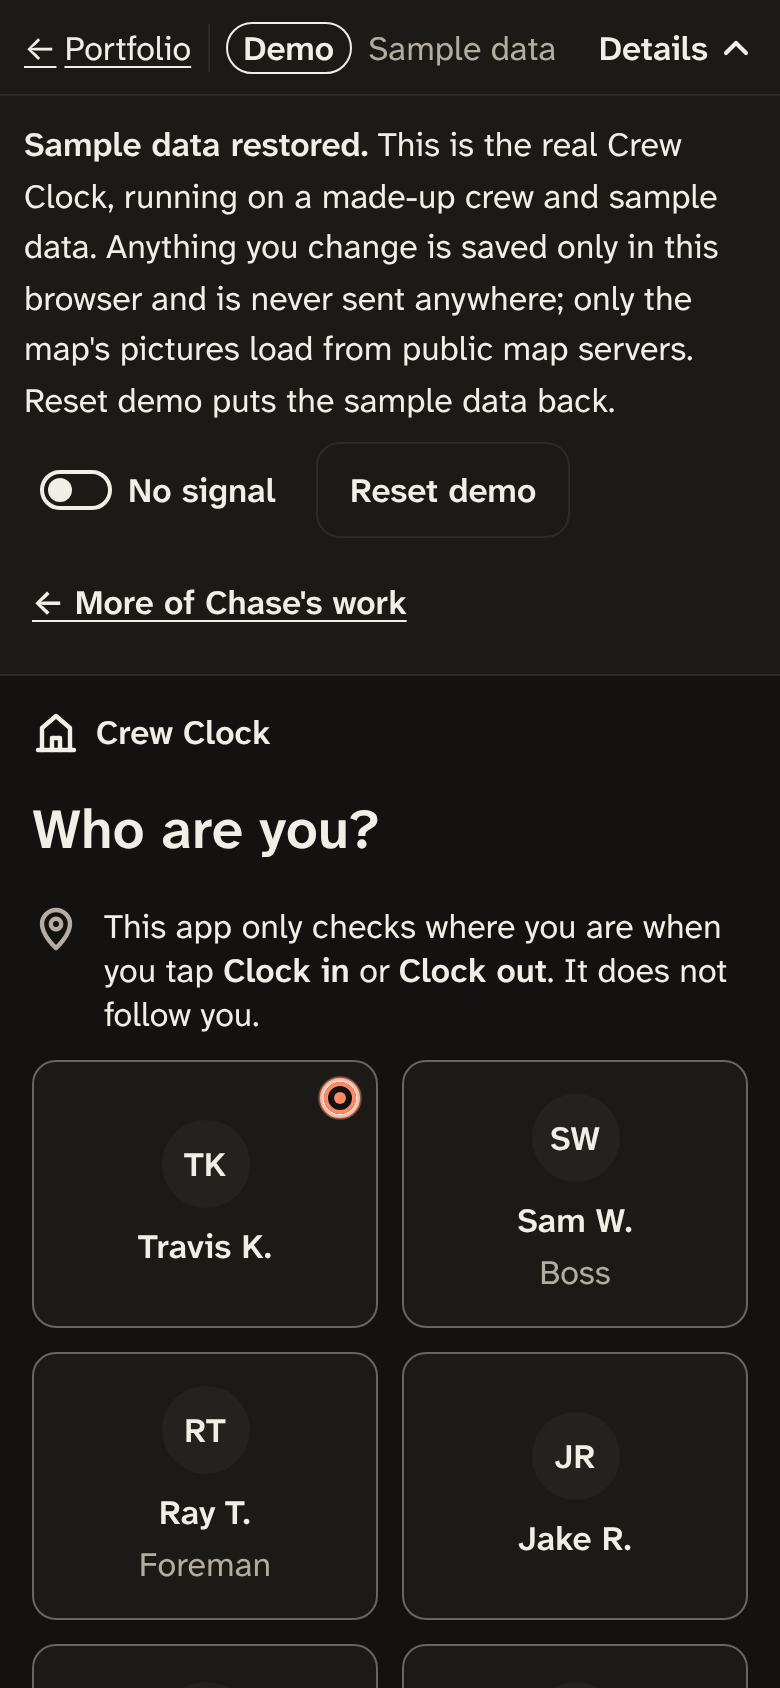 ← Portfolio Demo Sample data Details
Sample data restored. This is the real Crew
Clock, running on a made-up crew and sample
data. Anything you change is saved only in this
browser and is never sent anywhere; only the
map's pictures load from public map servers.
Reset demo puts the sample data back.
No signal Reset demo
← More of Chase's work
Crew Clock
Who are you?
This app only checks where you are when
you tap Clock in or Clock out. It does not
follow you.
TK
Travis K.
SW
Sam W.
Boss
RT
Ray T.
Foreman
JR
Jake R.